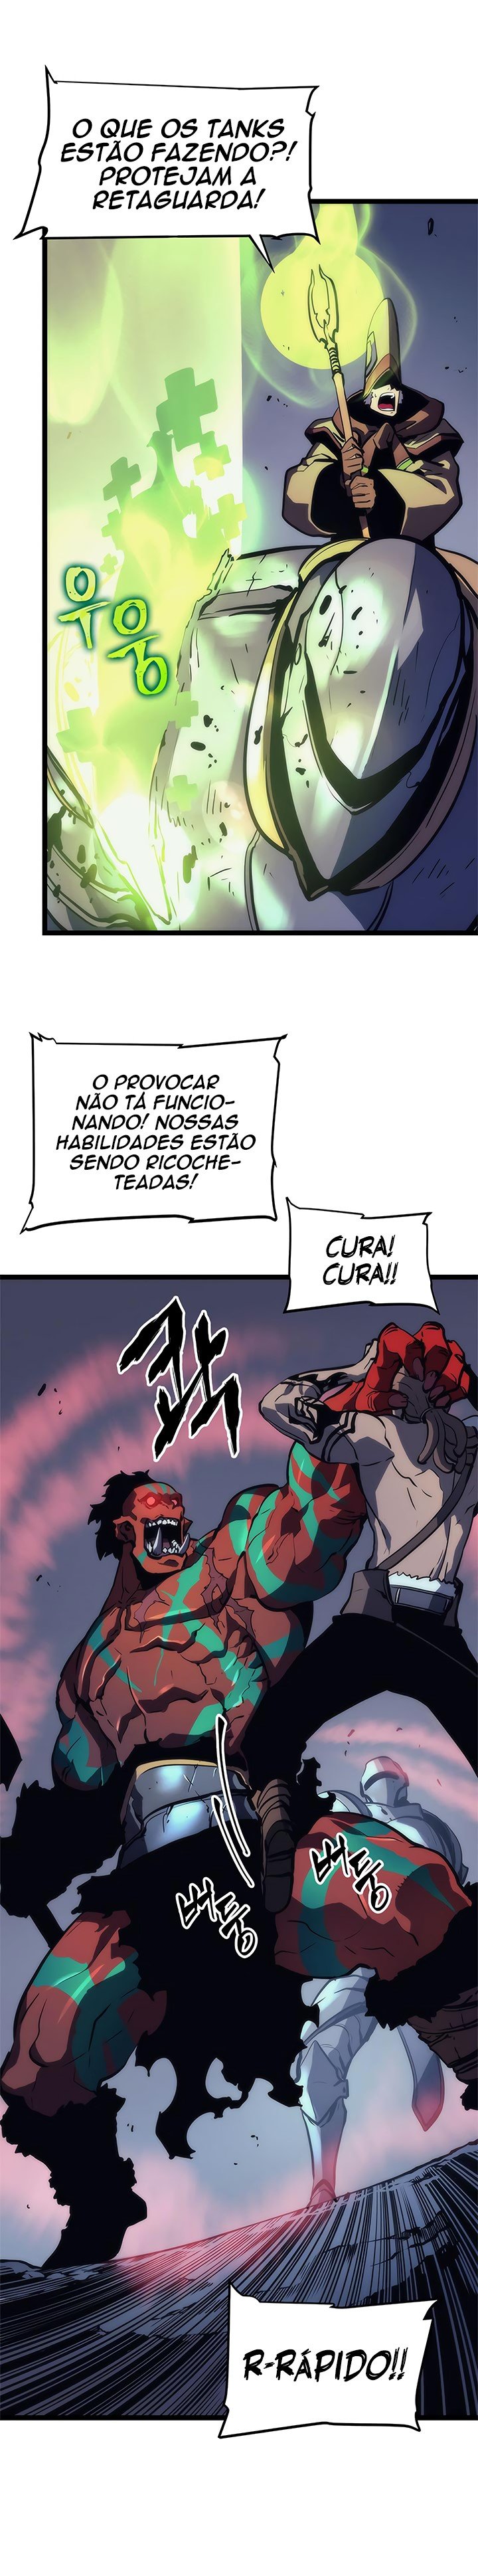 O QUE OS TANKS
ESTÃO FAZENDO?!
PROTEJAM A
RETAGUARDA!
우웅
O PROVOCAR
NÃO TÁ FUNCIO-
NANDO! NOSSAS
HABILIDADES ESTÃO
SENDO RICOCHE-
TEADAS!
CURA!
CURA!!
콱
버둥
버둥
R-RÁPIDO!!